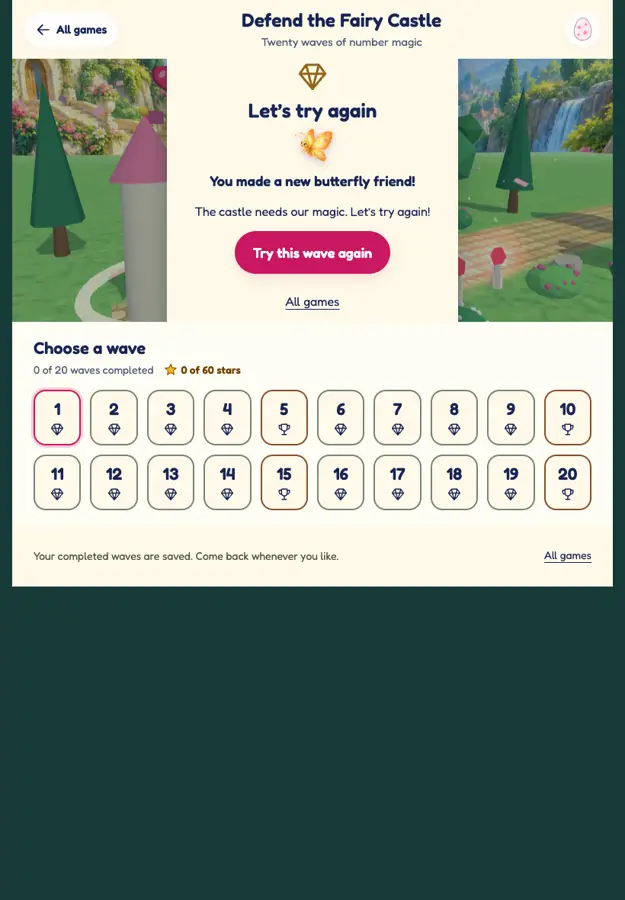 All games
Defend the Fairy Castle
Twenty waves of number magic
Let's try again
You made a new butterfly friend!
The castle needs our magic. Let's try again!
Try this wave again
All games
Choose a wave
0 of 20 waves completed 0 of 60 stars
1 2 3 4 5 6 7 8 9 10
11 12 13 14 15 16 17 18 19 20
Your completed waves are saved. Come back whenever you like. All games